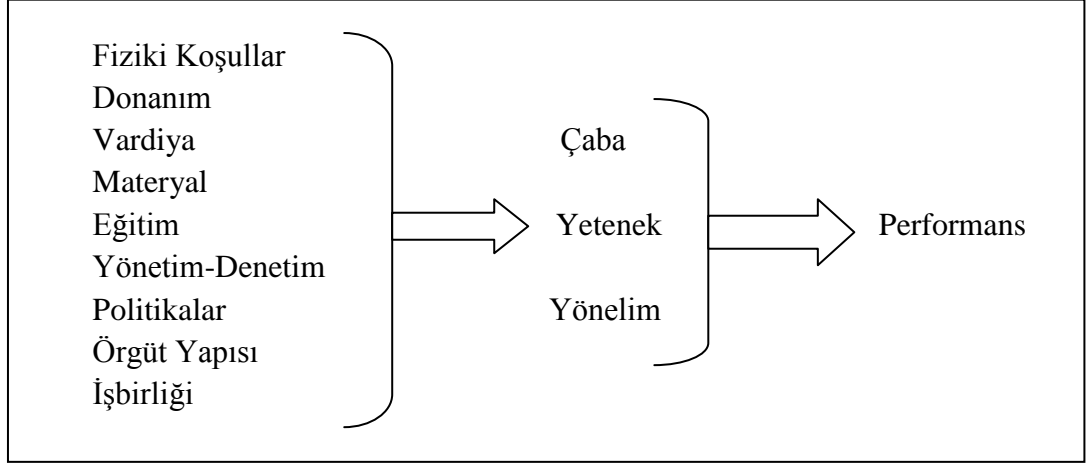 Fiziki Koşullar
Donanım
Vardiya
Materyal
Eğitim
Yönetim-Denetim
Politikalar
Örgüt Yapısı
İşbirliği
Çaba
Yetenek
Yönelim
Performans